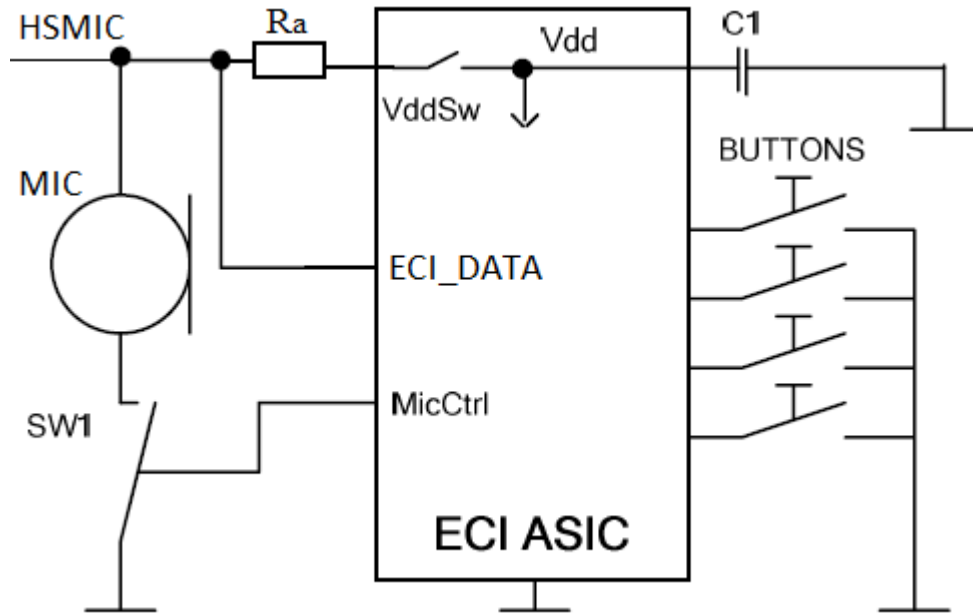 HSMIC
Ra
Vdd
C1
VddSw
BUTTONS
MIC
ECI_DATA
MicCtrl
SW1
ECI ASIC